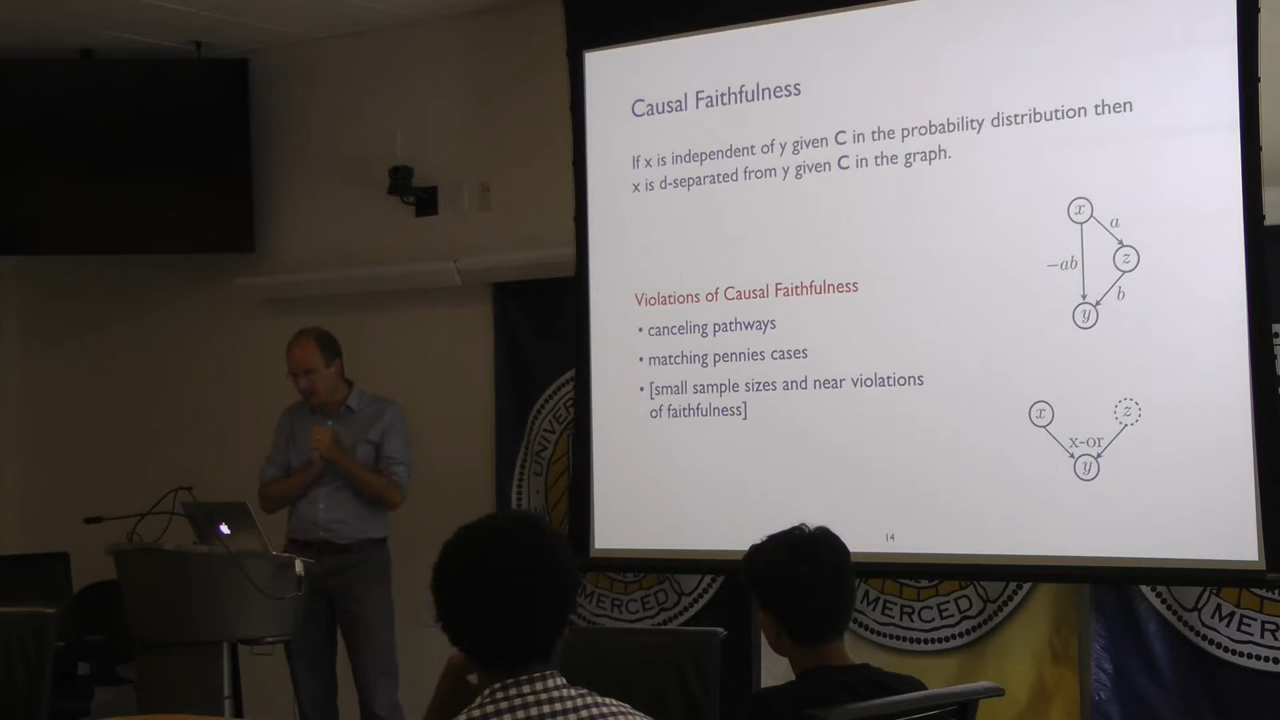 Causal Faithfulness
If x is independent of y given C in the probability distribution then
x is d-separated from y given C in the graph.
x
a
−ab
z
b
y
Violations of Causal Faithfulness
• canceling pathways
• matching pennies cases
• [small sample sizes and near violations
of faithfulness]
x
z
x-or
y
14
UNIVER
MERCED
MERCED
MER